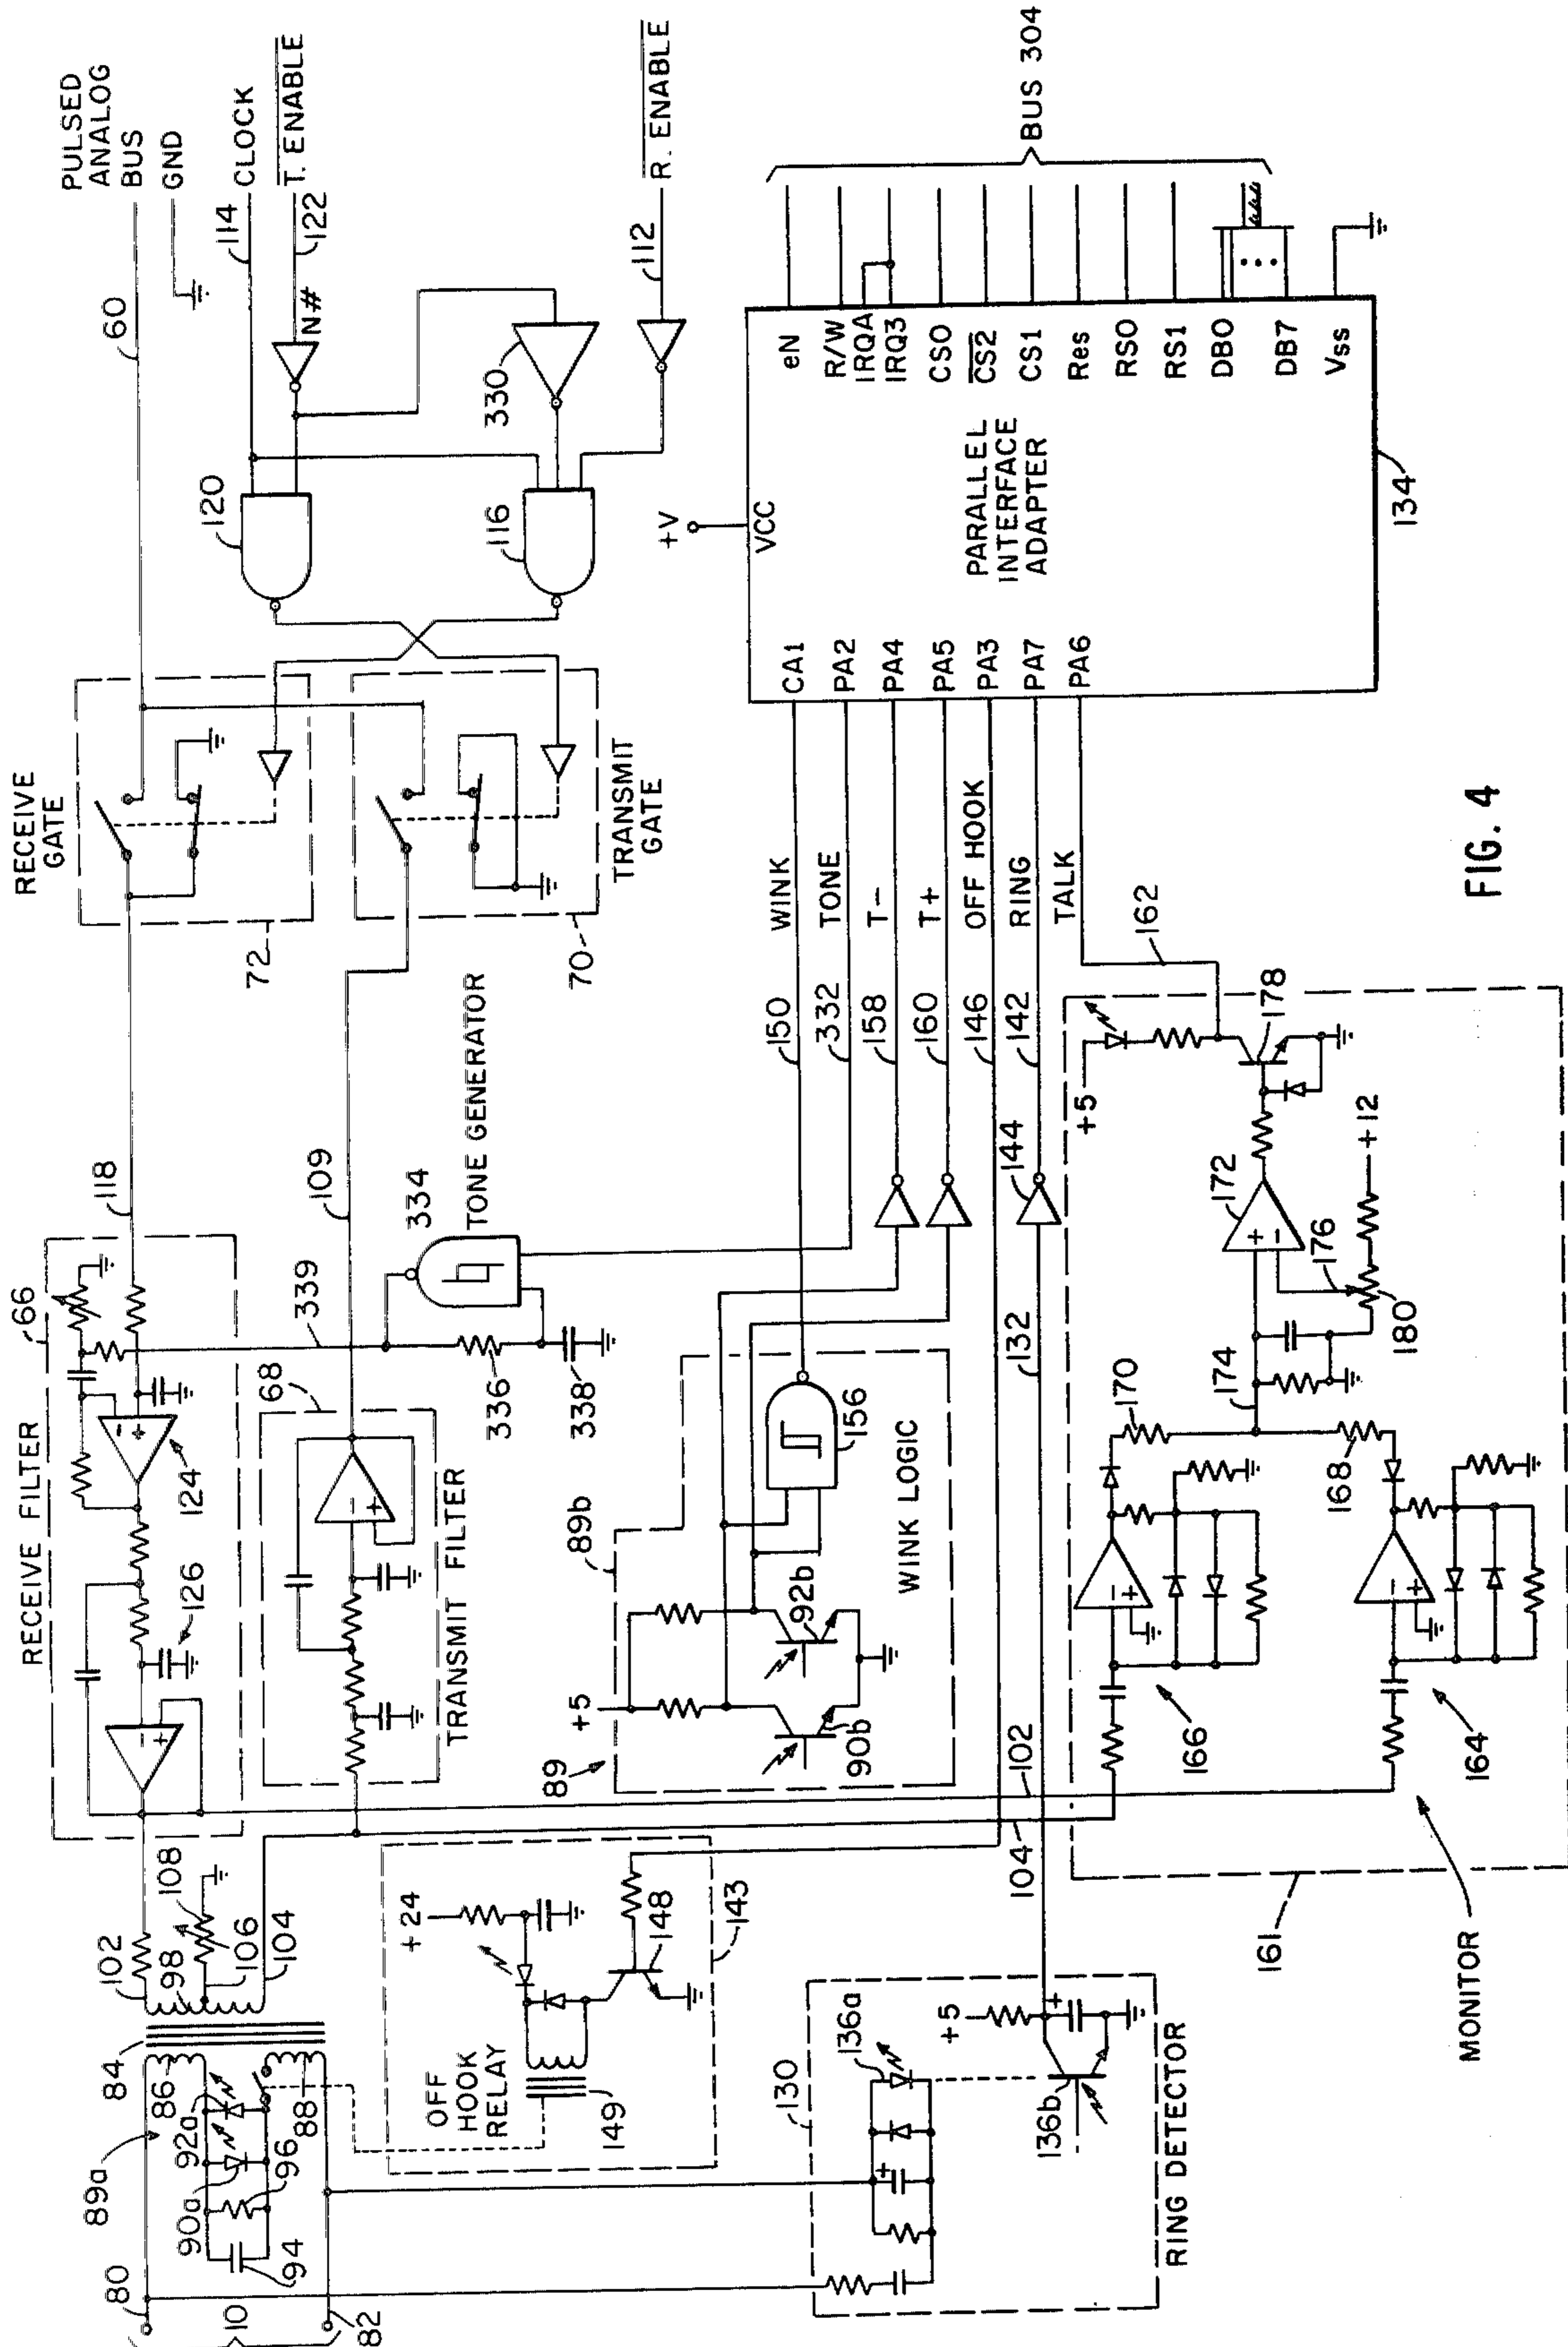 PULSED
ANALOG
BUS
GND
60
CLOCK
114
T. ENABLE
122
N#
R. ENABLE
112
330
120
116
RECEIVE
GATE
72
TRANSMIT
GATE
70
118
109
RECEIVE FILTER
66
124
126
TRANSMIT FILTER
68
339
334
TONE GENERATOR
336
338
102
98
108
106
104
84
86
88
89a
92a
90a
96
94
80
10
82
+24
OFF
HOOK
RELAY
148
149
143
89
89b
+5
90b
92b
156
WINK LOGIC
150
WINK
332
TONE
158
T-
160
T+
146
OFF HOOK
142
RING
144
TALK
162
132
102
104
130
136a
136b
+5
RING DETECTOR
161
MONITOR
166
164
170
168
174
172
176
180
+12
+5
178
+V
VCC
CA1
PA2
PA4
PA5
PA3
PA7
PA6
PARALLEL
INTERFACE
ADAPTER
eN
R/W
IRQA
IRQ3
CS0
CS2
CS1
Res
RS0
RS1
DB0
DB7
Vss
134
BUS 304
FIG. 4